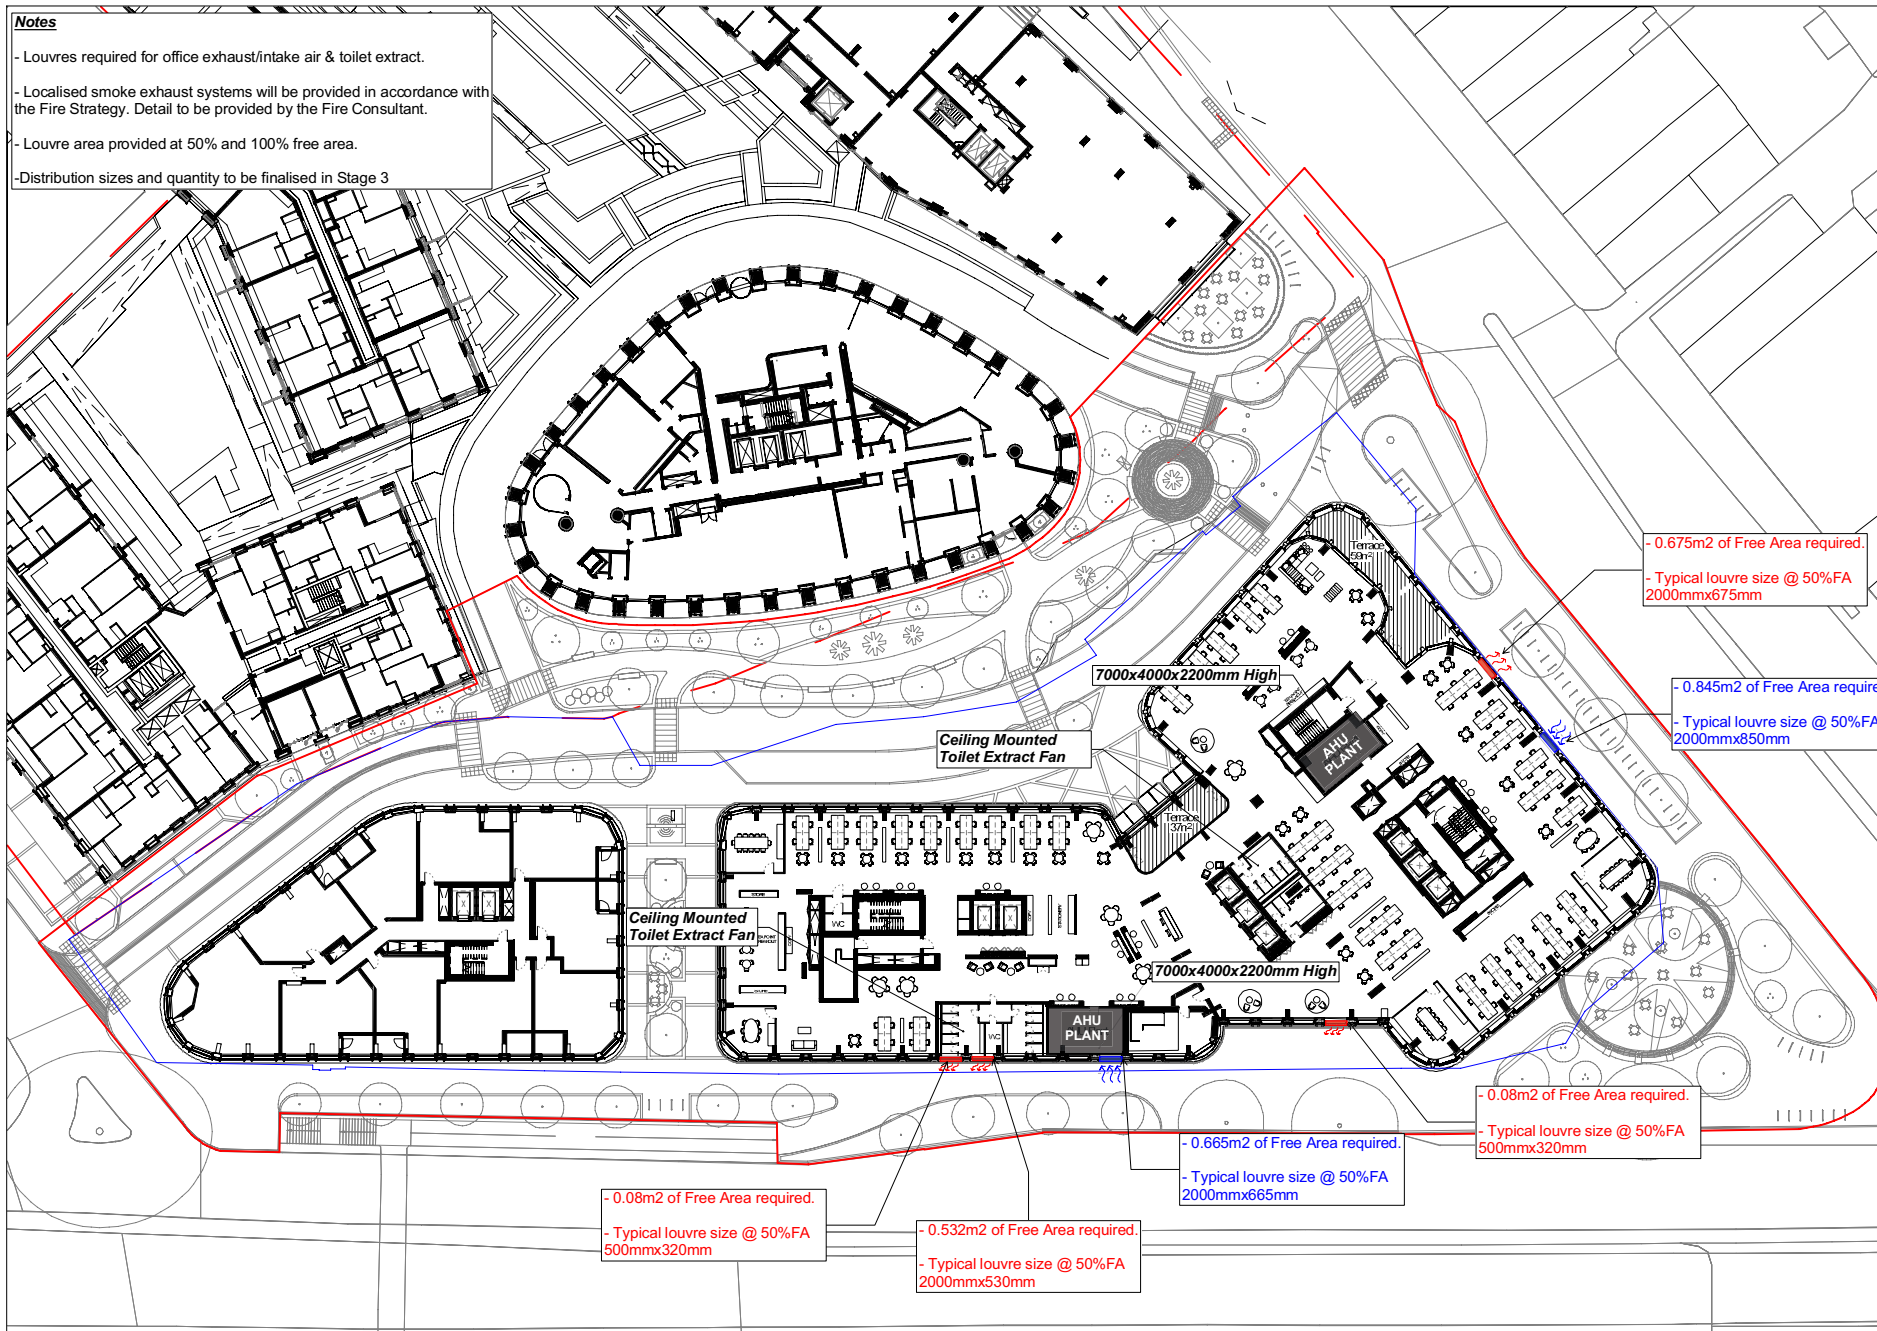 Notes
- Louvres required for office exhaust/intake air & toilet extract.
- Localised smoke exhaust systems will be provided in accordance with
the Fire Strategy. Detail to be provided by the Fire Consultant.
- Louvre area provided at 50% and 100% free area.
-Distribution sizes and quantity to be finalised in Stage 3
Terrace
59m²
- 0.675m2 of Free Area required.
- Typical louvre size @ 50%FA
2000mmx675mm
7000x4000x2200mm High
- 0.845m2 of Free Area require
- Typical louvre size @ 50%FA
2000mmx850mm
AHU
PLANT
Ceiling Mounted
Toilet Extract Fan
Terrace
37m²
STORE
WC
Ceiling Mounted
Toilet Extract Fan
7000x4000x2200mm High
AHU
PLANT
WC
- 0.08m2 of Free Area required.
- Typical louvre size @ 50%FA
500mmx320mm
- 0.665m2 of Free Area required.
- Typical louvre size @ 50%FA
2000mmx665mm
- 0.08m2 of Free Area required.
- Typical louvre size @ 50%FA
500mmx320mm
- 0.532m2 of Free Area required.
- Typical louvre size @ 50%FA
2000mmx530mm